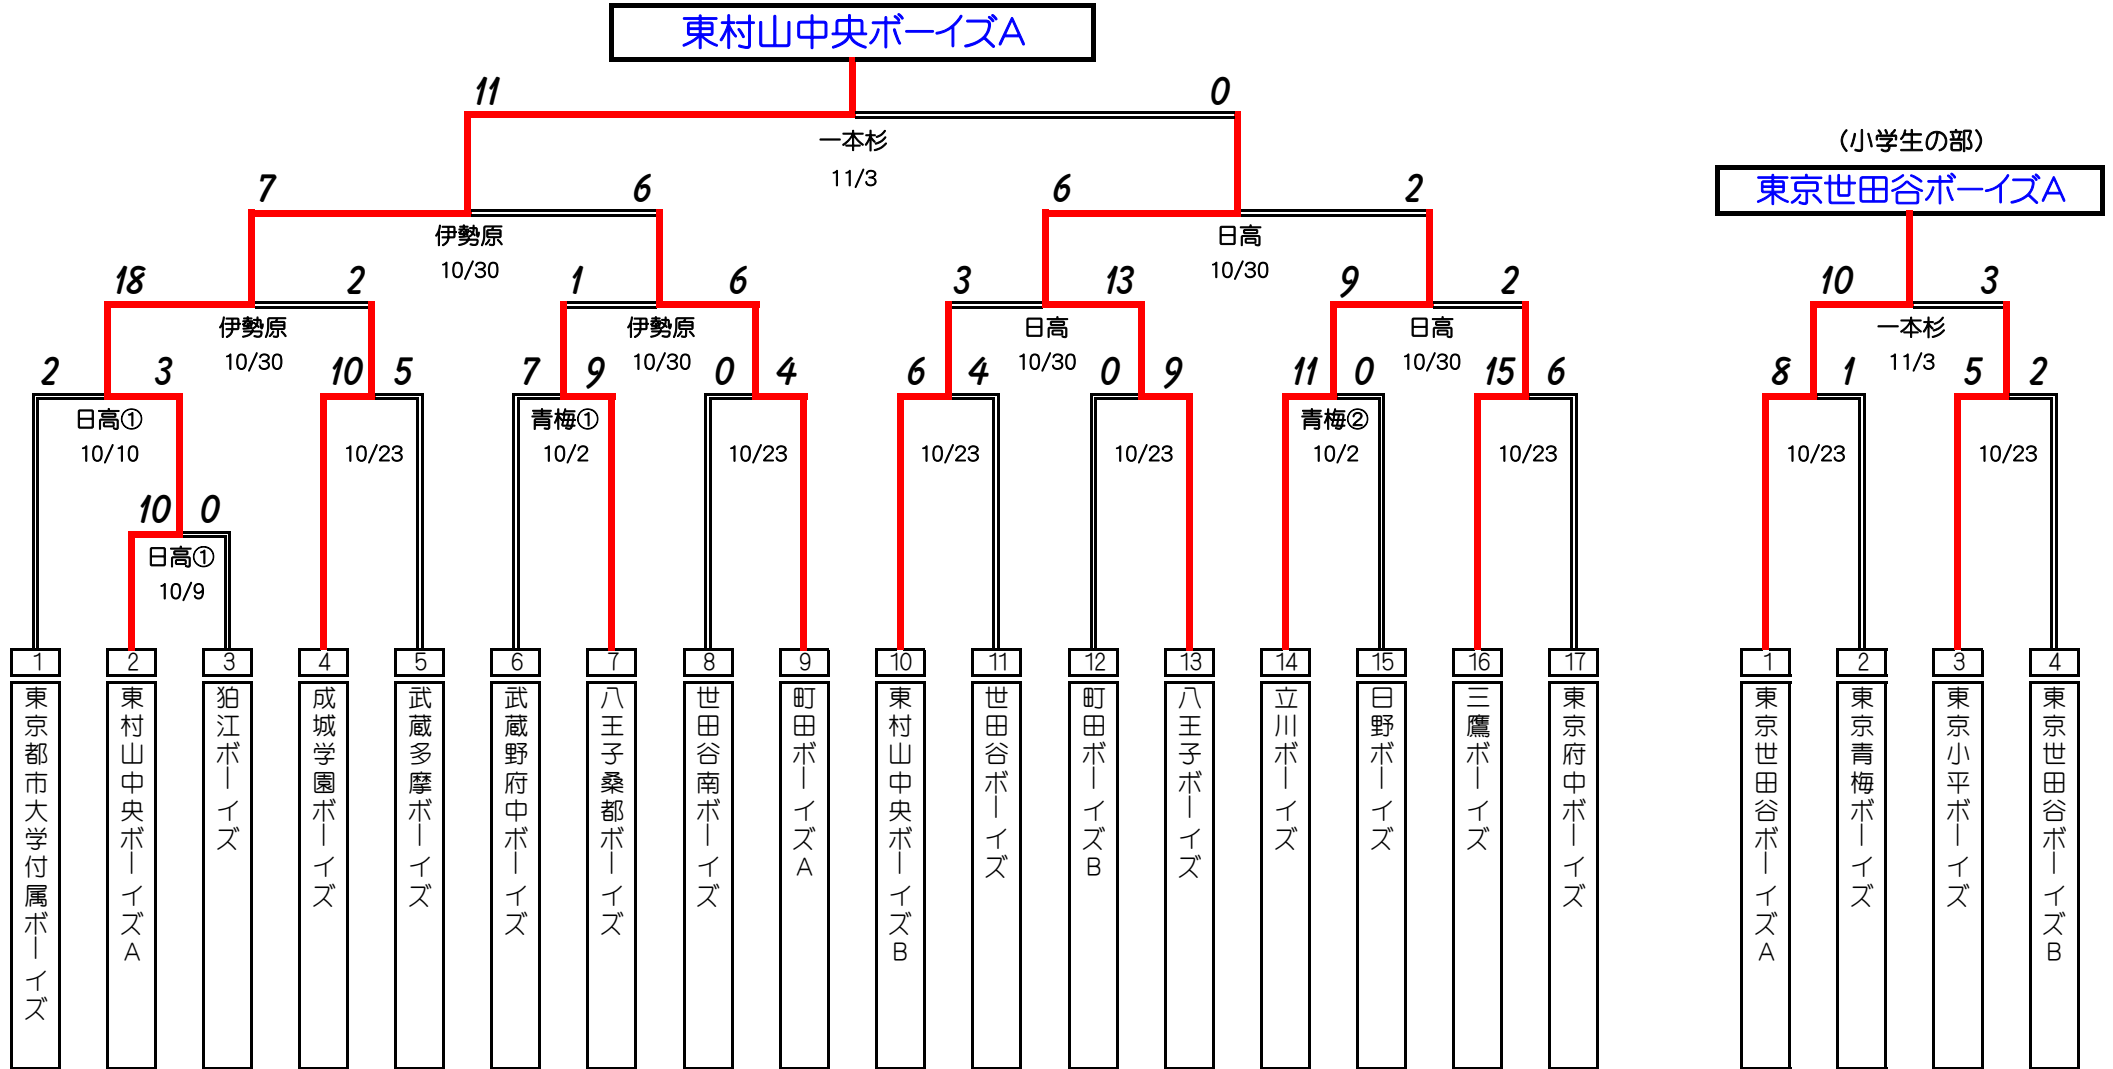 東村山中央ボーイズA
11
0
一本杉
11/3
(小学生の部)
東京世田谷ボーイズA
7
6
6
2
伊勢原
10/30
日高
10/30
18
2
1
6
3
13
9
2
10
3
伊勢原
10/30
伊勢原
10/30
日高
10/30
日高
10/30
一本杉
11/3
2
3
10
5
7
9
0
4
6
4
0
9
11
0
15
6
8
1
5
2
日高①
10/10
10/23
青梅①
10/2
10/23
10/23
10/23
青梅②
10/2
10/23
10/23
10/23
10
0
日高①
10/9
1
東京都市大学付属ボーイズ
2
東村山中央ボーイズA
3
狛江ボーイズ
4
成城学園ボーイズ
5
武蔵多摩ボーイズ
6
武蔵野府中ボーイズ
7
八王子桑都ボーイズ
8
世田谷南ボーイズ
9
町田ボーイズA
10
東村山中央ボーイズB
11
世田谷ボーイズ
12
町田ボーイズB
13
八王子ボーイズ
14
立川ボーイズ
15
日野ボーイズ
16
三鷹ボーイズ
17
東京府中ボーイズ
1
東京世田谷ボーイズA
2
東京青梅ボーイズ
3
東京小平ボーイズ
4
東京世田谷ボーイズB